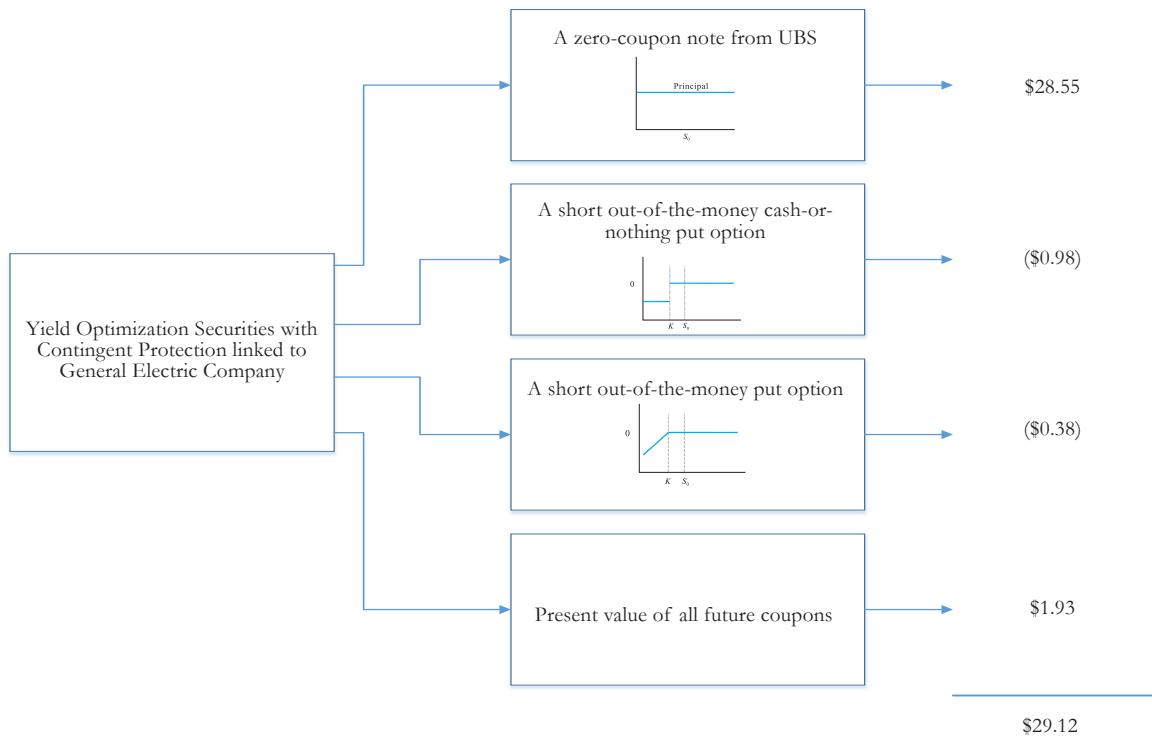 A zero-coupon note from UBS
Principal
S₀
$28.55
A short out-of-the-money cash-or-
nothing put option
0
K S₀
($0.98)
Yield Optimization Securities with
Contingent Protection linked to
General Electric Company
A short out-of-the-money put option
0
K S₀
($0.38)
Present value of all future coupons
$1.93
$29.12